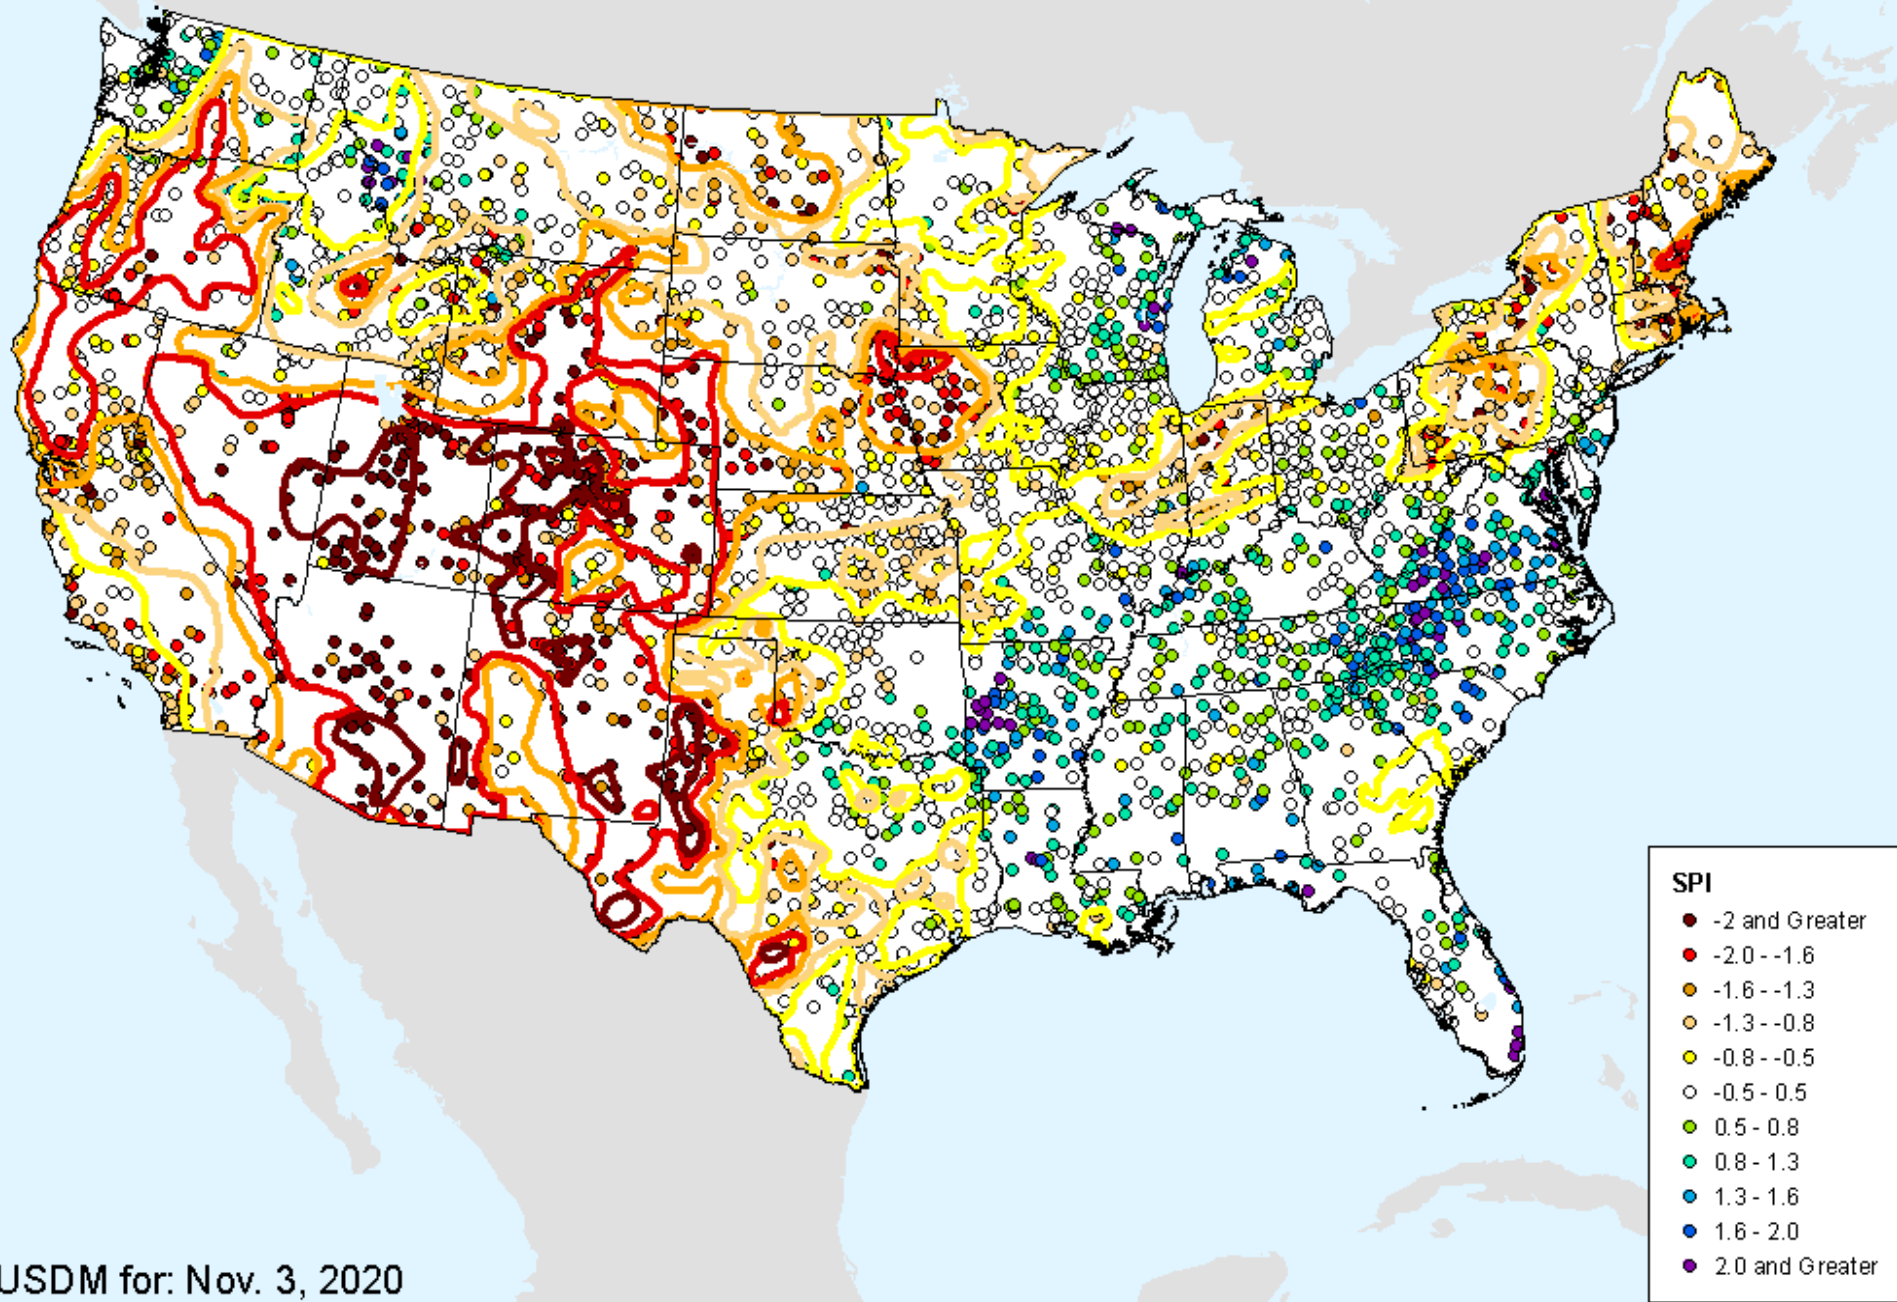 SPI
-2 and Greater
-2.0 - -1.6
-1.6 - -1.3
-1.3 - -0.8
-0.8 - -0.5
-0.5 - 0.5
0.5 - 0.8
0.8 - 1.3
1.3 - 1.6
1.6 - 2.0
2.0 and Greater
USDM for: Nov. 3, 2020